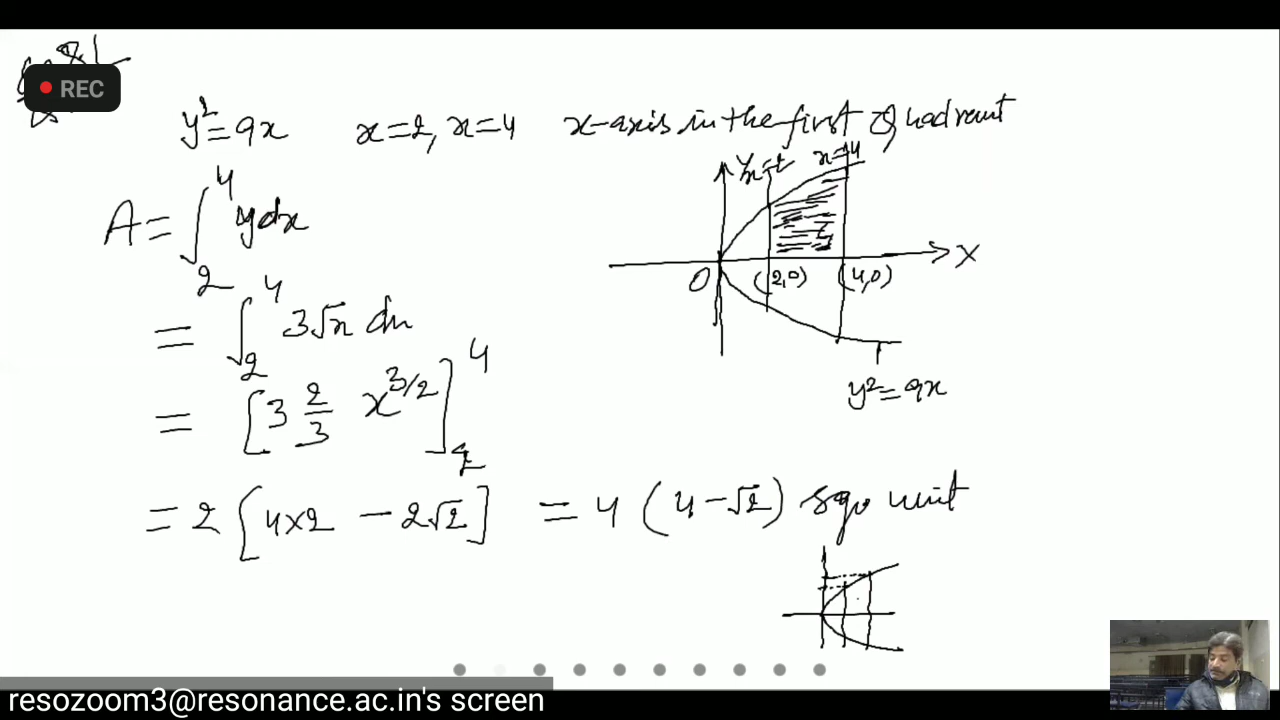 REC
y² = 9x x=2, x=4 x-axis in the first Quadrant
A = ∫₂⁴ y dx
= ∫₂⁴ 3√x dx
= [3 2/3 x^{3/2}]₂⁴
= 2 [4×2 − 2√2] = 4 (4−√2) sq. unit
Y x=2 x=4
X
O (2,0) (4,0)
y² = 9x
resozoom3@resonance.ac.in's screen